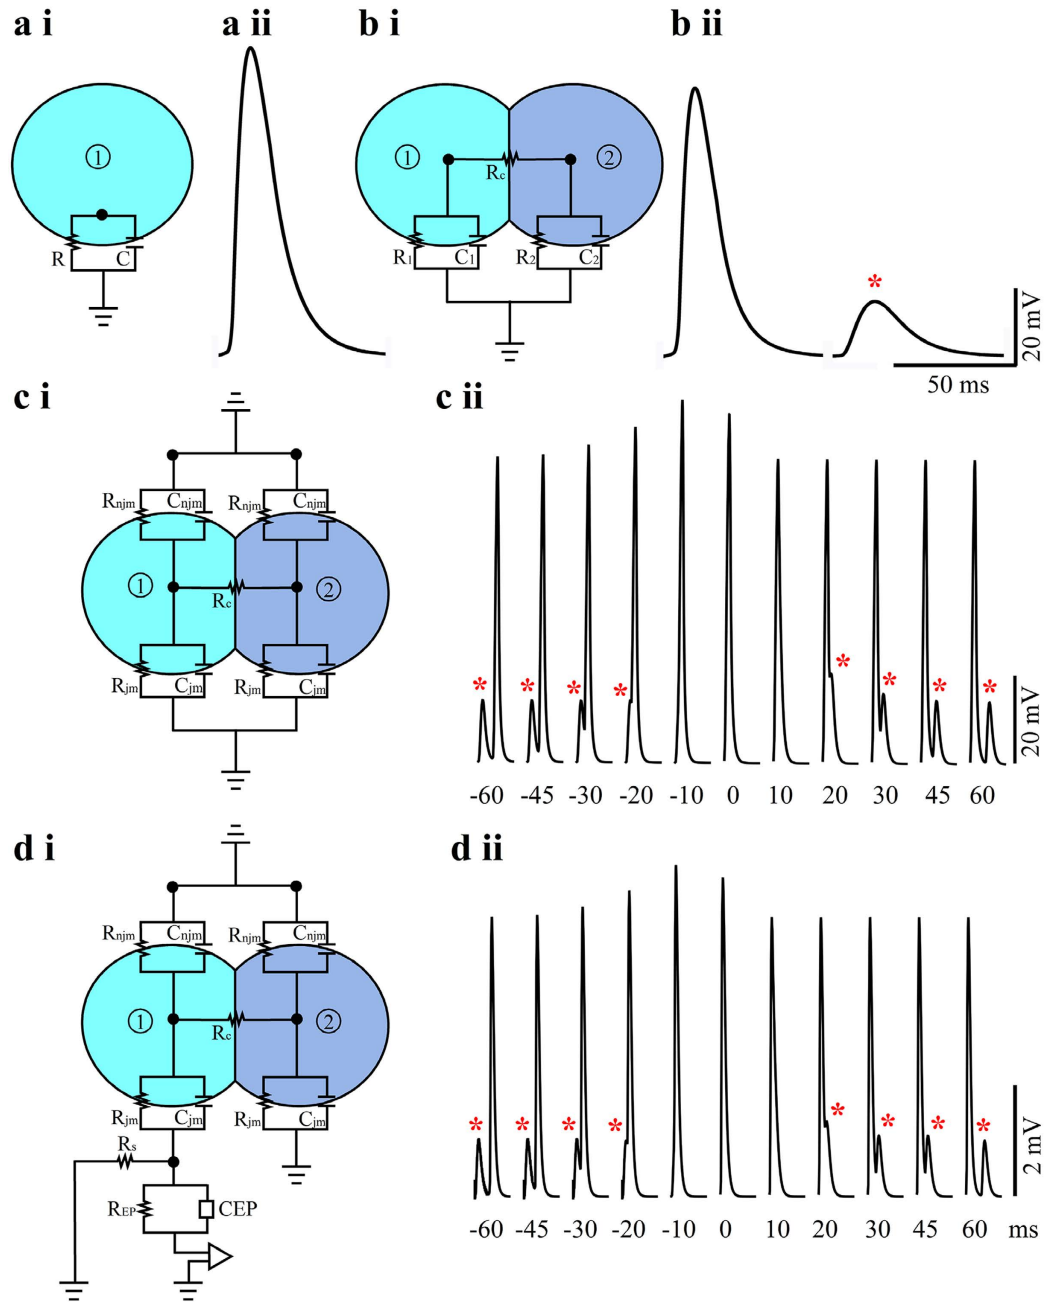 a i
a ii
b i
b ii
①
R
C
①
②
Rc
R1
C1
R2
C2
*
20 mV
50 ms
c i
c ii
Rnjm
Cnjm
Rnjm
Cnjm
①
②
Rc
Rjm
Cjm
Rjm
Cjm
* * * * * * * *
20 mV
-60 -45 -30 -20 -10 0 10 20 30 45 60
d i
d ii
Rnjm
Cnjm
Rnjm
Cnjm
①
②
Rc
Rjm
Cjm
Rjm
Cjm
Rs
REP
CEP
* * * * * * * *
2 mV
-60 -45 -30 -20 -10 0 10 20 30 45 60 ms